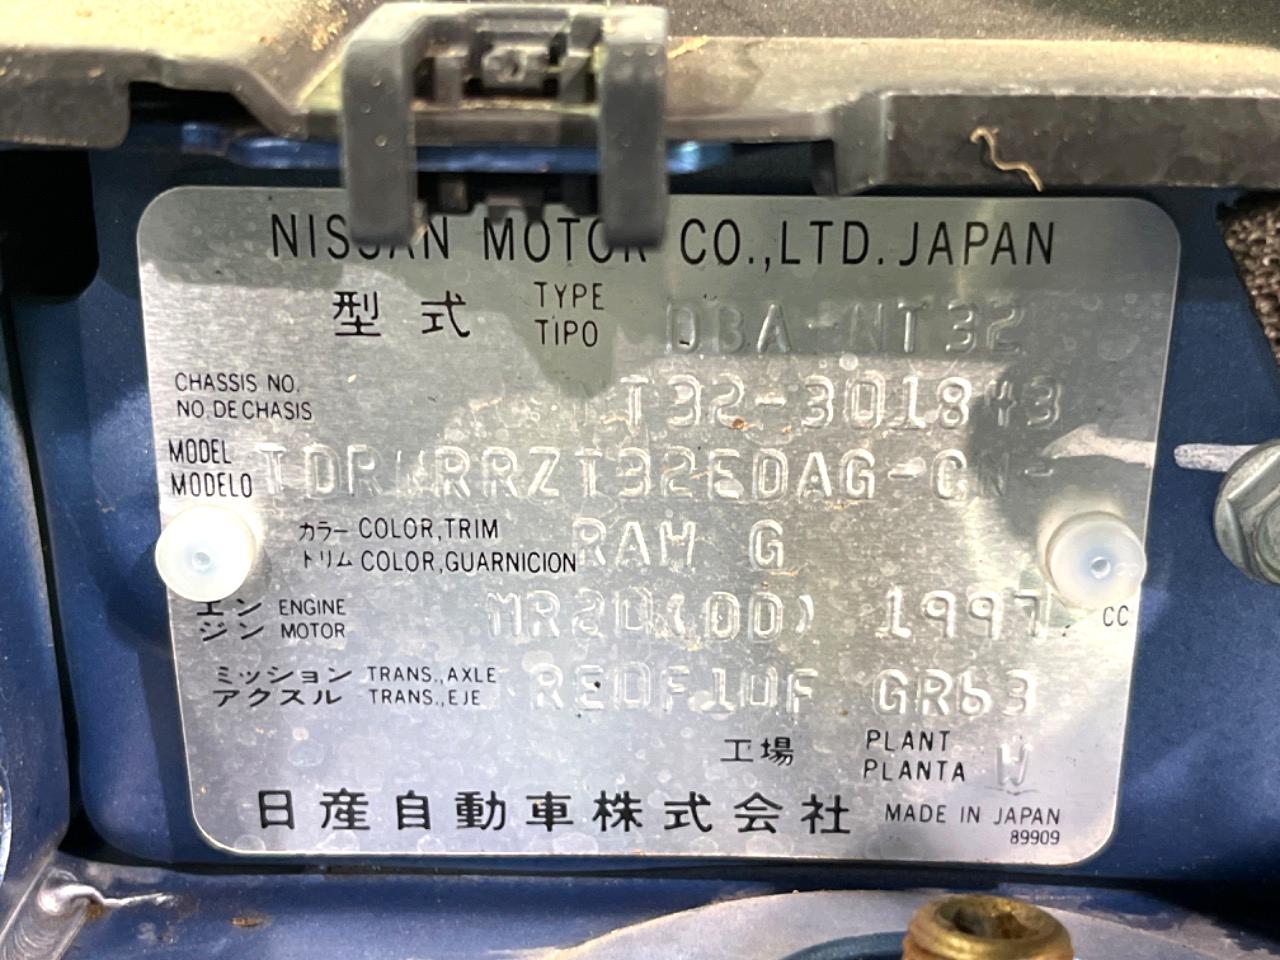 NISSAN MOTOR CO.,LTD. JAPAN
型式 TYPE TIPO DBA-NT32
CHASSIS NO. NO. DE CHASIS NT32-301843
MODEL MODELO
カラー COLOR,TRIM
トリム COLOR,GUARNICION RAW G
エン ENGINE
ジン MOTOR MR20(DD) 1997 CC
ミッション TRANS.,AXLE
アクスル TRANS.,EJE RE0F10F GR63
工場 PLANT PLANTA W
日産自動車株式会社 MADE IN JAPAN
89909